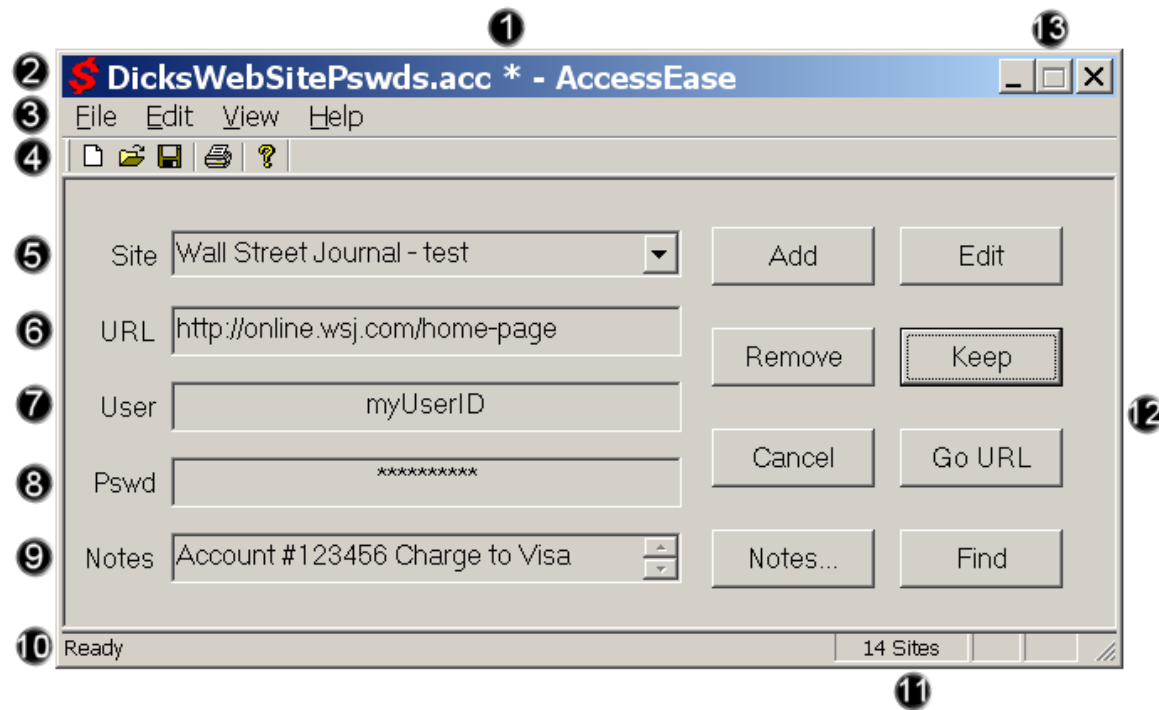 1 13
2 $ DicksWebSitePswds.acc * - AccessEase
3 File Edit View Help
4 ?
5 Site Wall Street Journal - test Add Edit
6 URL http://online.wsj.com/home-page
Remove Keep
7 User myUserID 12
8 Pswd ********** Cancel Go URL
9 Notes Account #123456 Charge to Visa Notes... Find
10 Ready 14 Sites
11